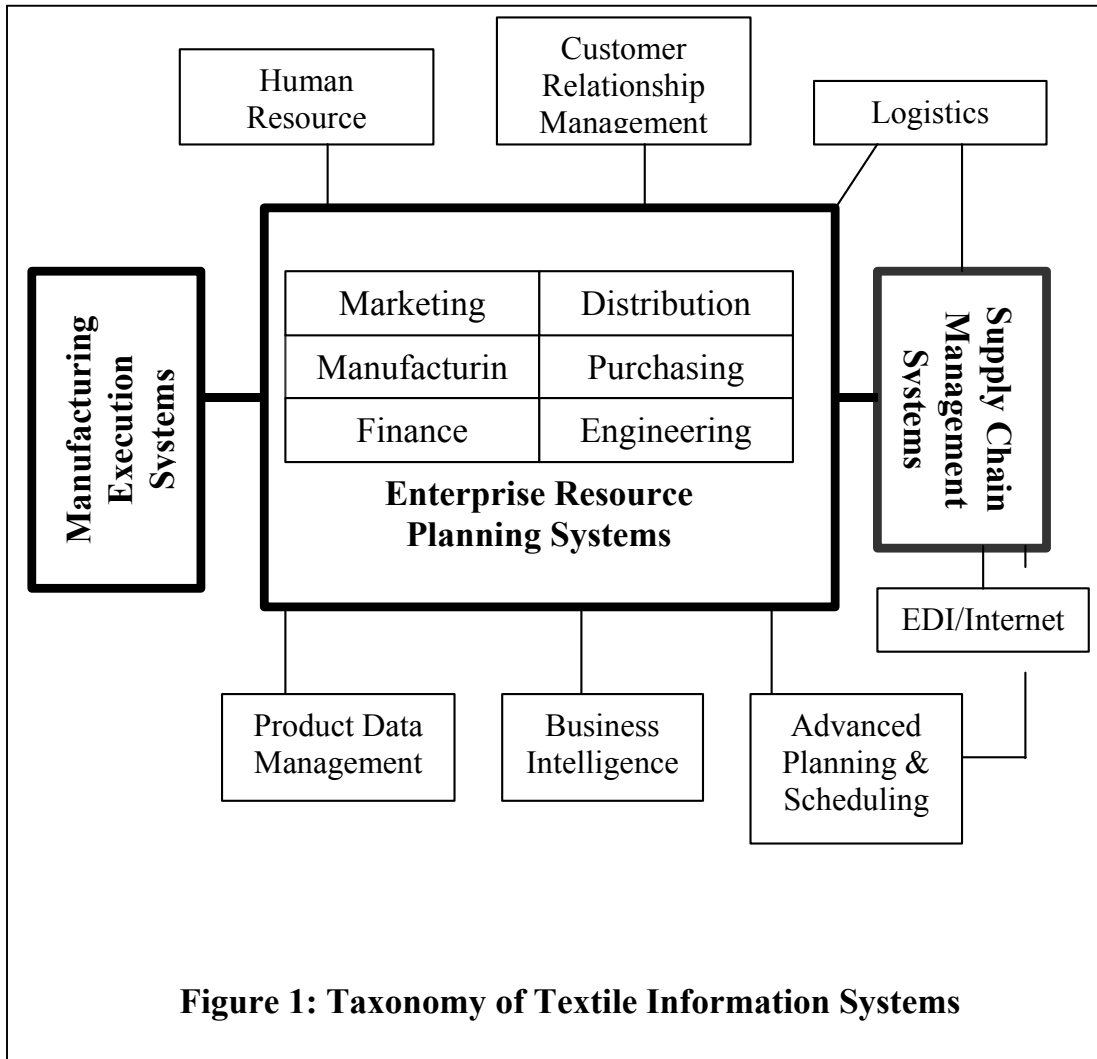 Human
Resource
Customer
Relationship
Management
Logistics
Manufacturing
Execution
Systems
Marketing
Distribution
Manufacturin
Purchasing
Finance
Engineering
Enterprise Resource
Planning Systems
Supply Chain
Management
Systems
EDI/Internet
Product Data
Management
Business
Intelligence
Advanced
Planning &
Scheduling
Figure 1: Taxonomy of Textile Information Systems